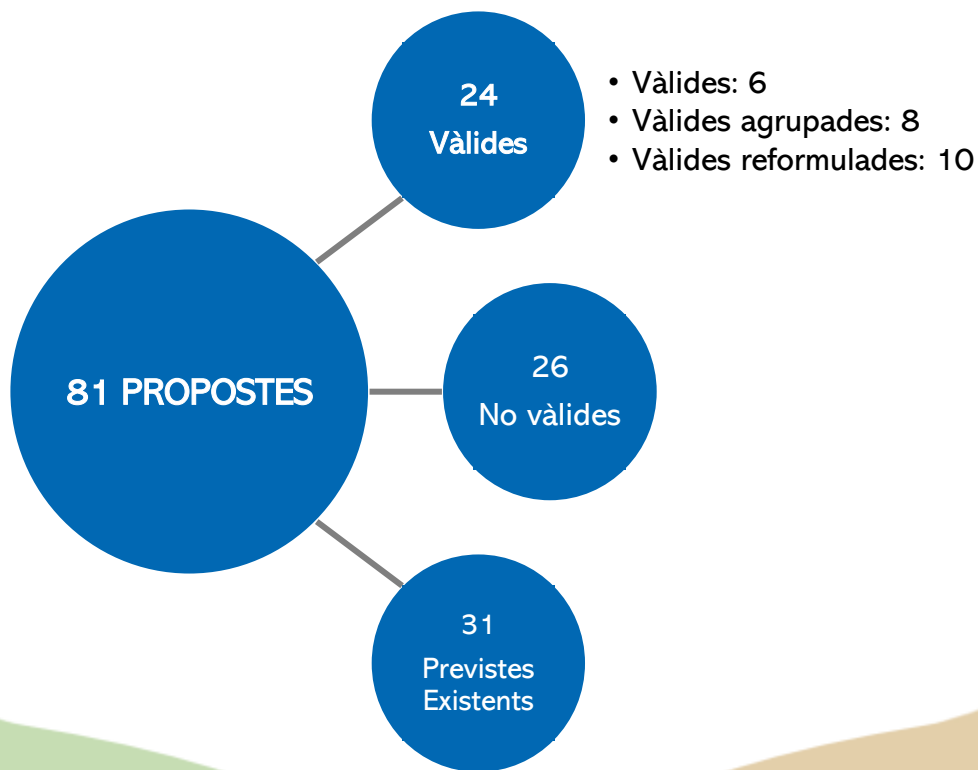 81 PROPOSTES
24
Vàlides
• Vàlides: 6
• Vàlides agrupades: 8
• Vàlides reformulades: 10
26
No vàlides
31
Previstes
Existents